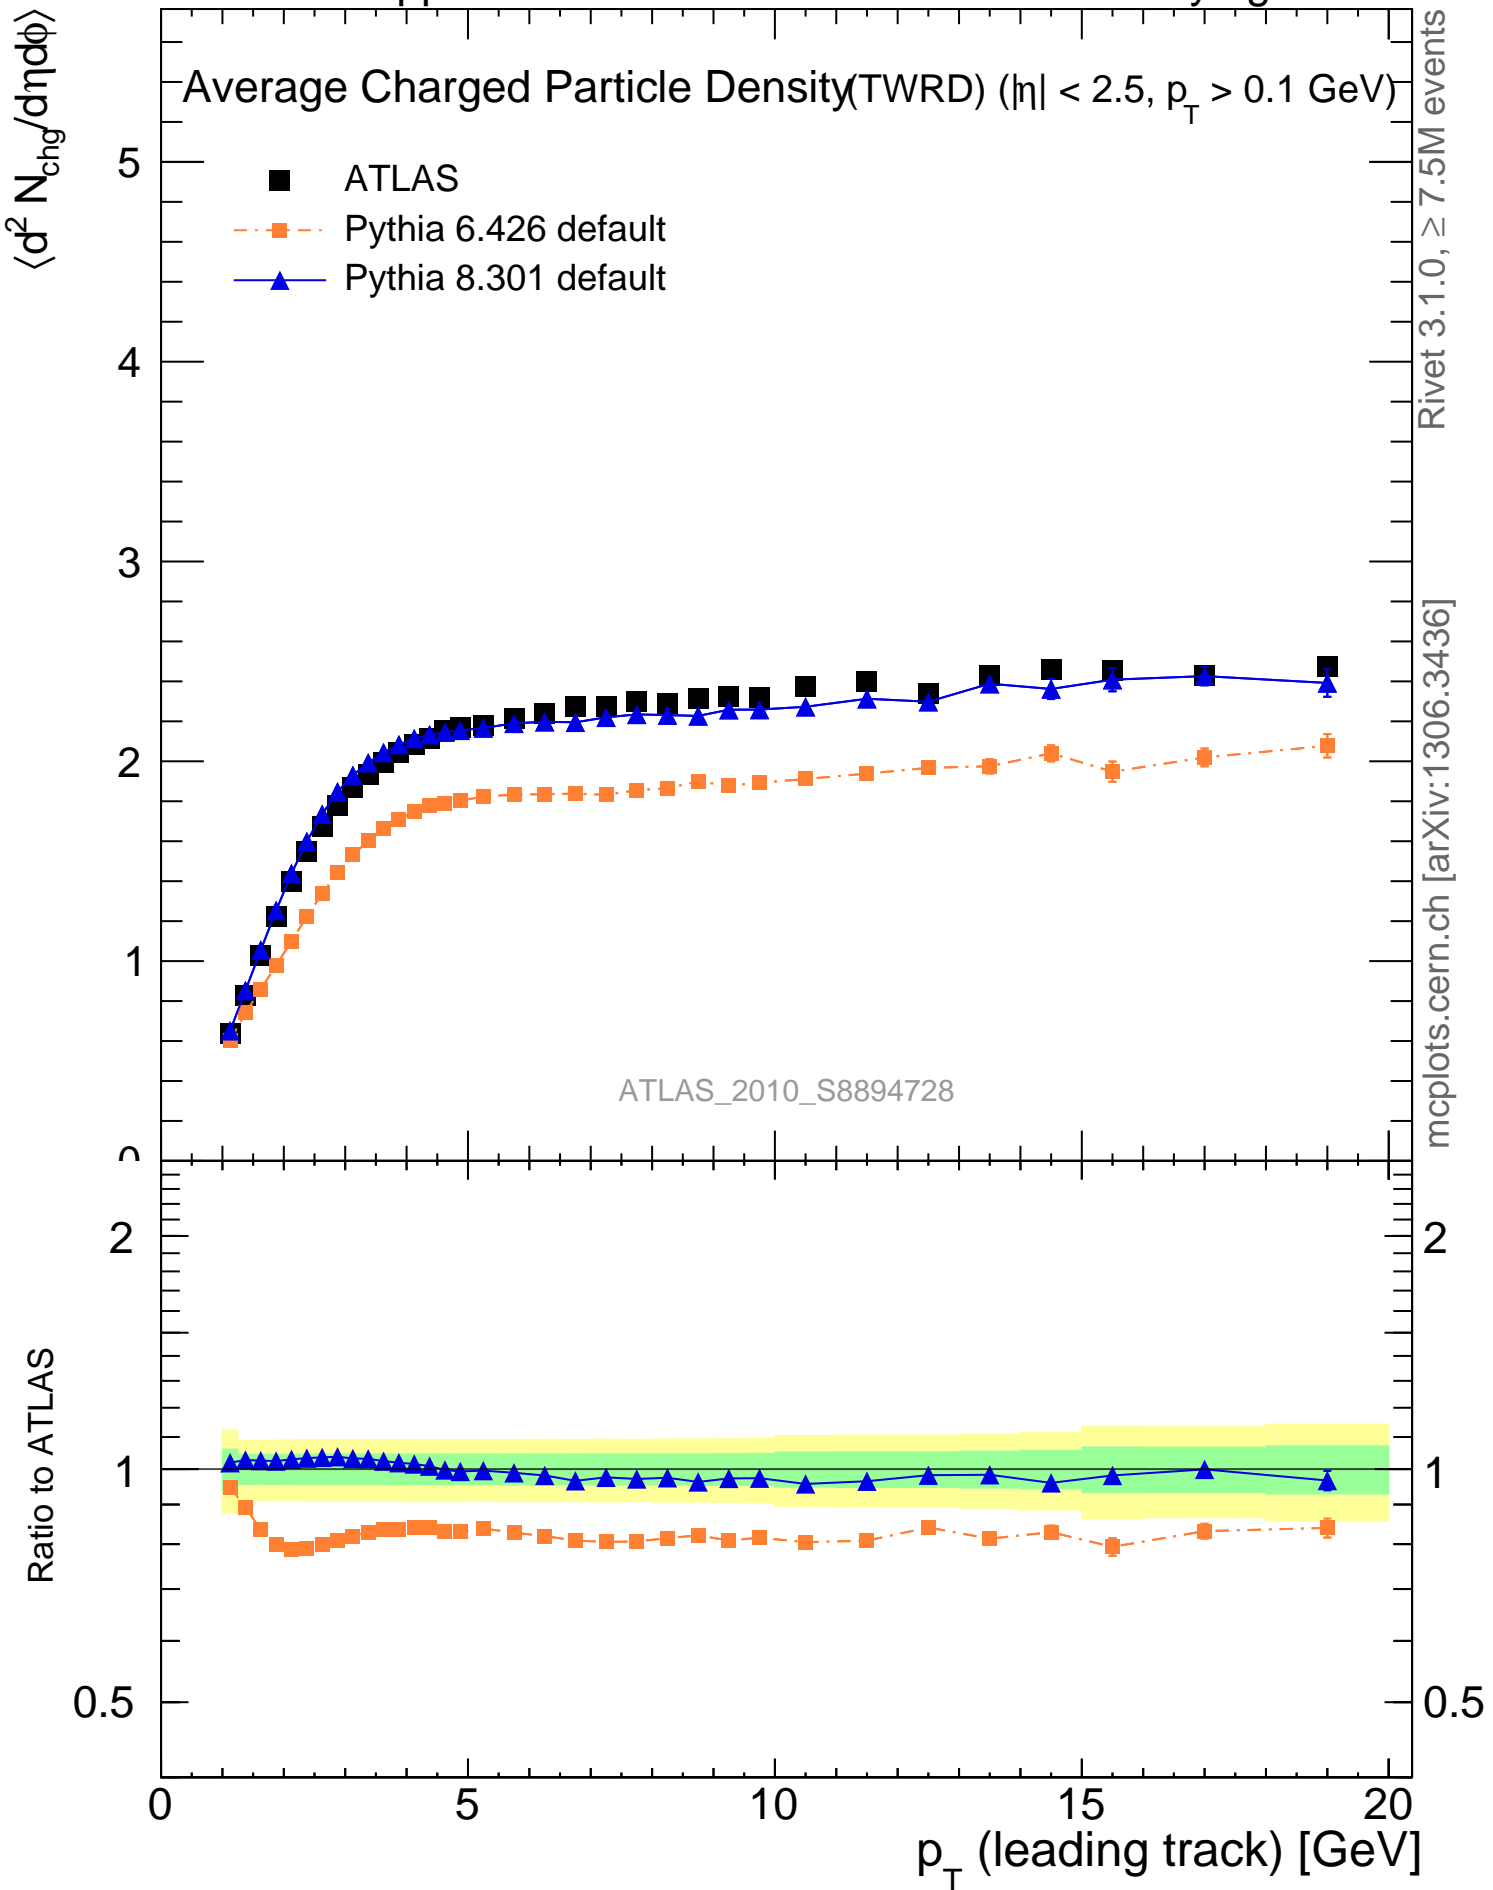 ⟨d² N_chg/dηdϕ⟩
Average Charged Particle Density(TWRD) (|η| < 2.5, p_T > 0.1 GeV)
ATLAS
Pythia 6.426 default
Pythia 8.301 default
5
4
3
2
1
0
ATLAS_2010_S8894728
Rivet 3.1.0, ≥ 7.5M events
mcplots.cern.ch [arXiv:1306.3436]
Ratio to ATLAS
2
1
0.5
2
1
0.5
0 5 10 15 20
p_T (leading track) [GeV]